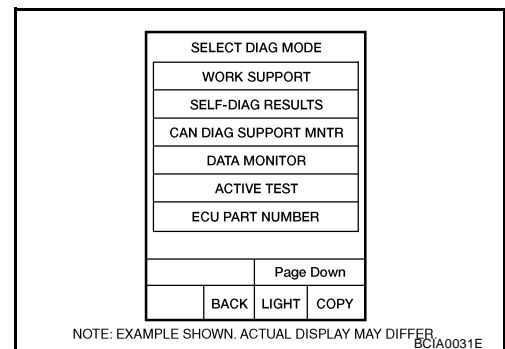 SELECT DIAG MODE
WORK SUPPORT
SELF-DIAG RESULTS
CAN DIAG SUPPORT MNTR
DATA MONITOR
ACTIVE TEST
ECU PART NUMBER
Page Down
BACK LIGHT COPY
NOTE: EXAMPLE SHOWN. ACTUAL DISPLAY MAY DIFFER.
BCIA0031E